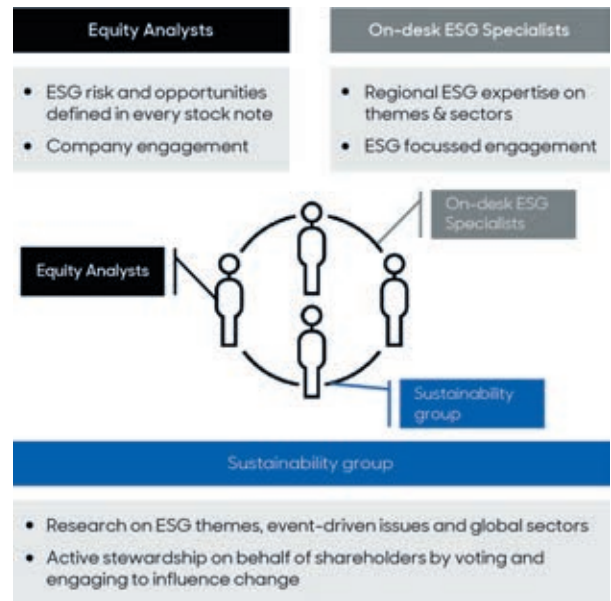 Equity Analysts
• ESG risk and opportunities
defined in every stock note
• Company engagement
On-desk ESG Specialists
• Regional ESG expertise on
themes & sectors
• ESG focussed engagement
On-desk ESG
Specialists
Equity Analysts
Sustainability
group
Sustainability group
• Research on ESG themes, event-driven issues and global sectors
• Active stewardship on behalf of shareholders by voting and
engaging to influence change